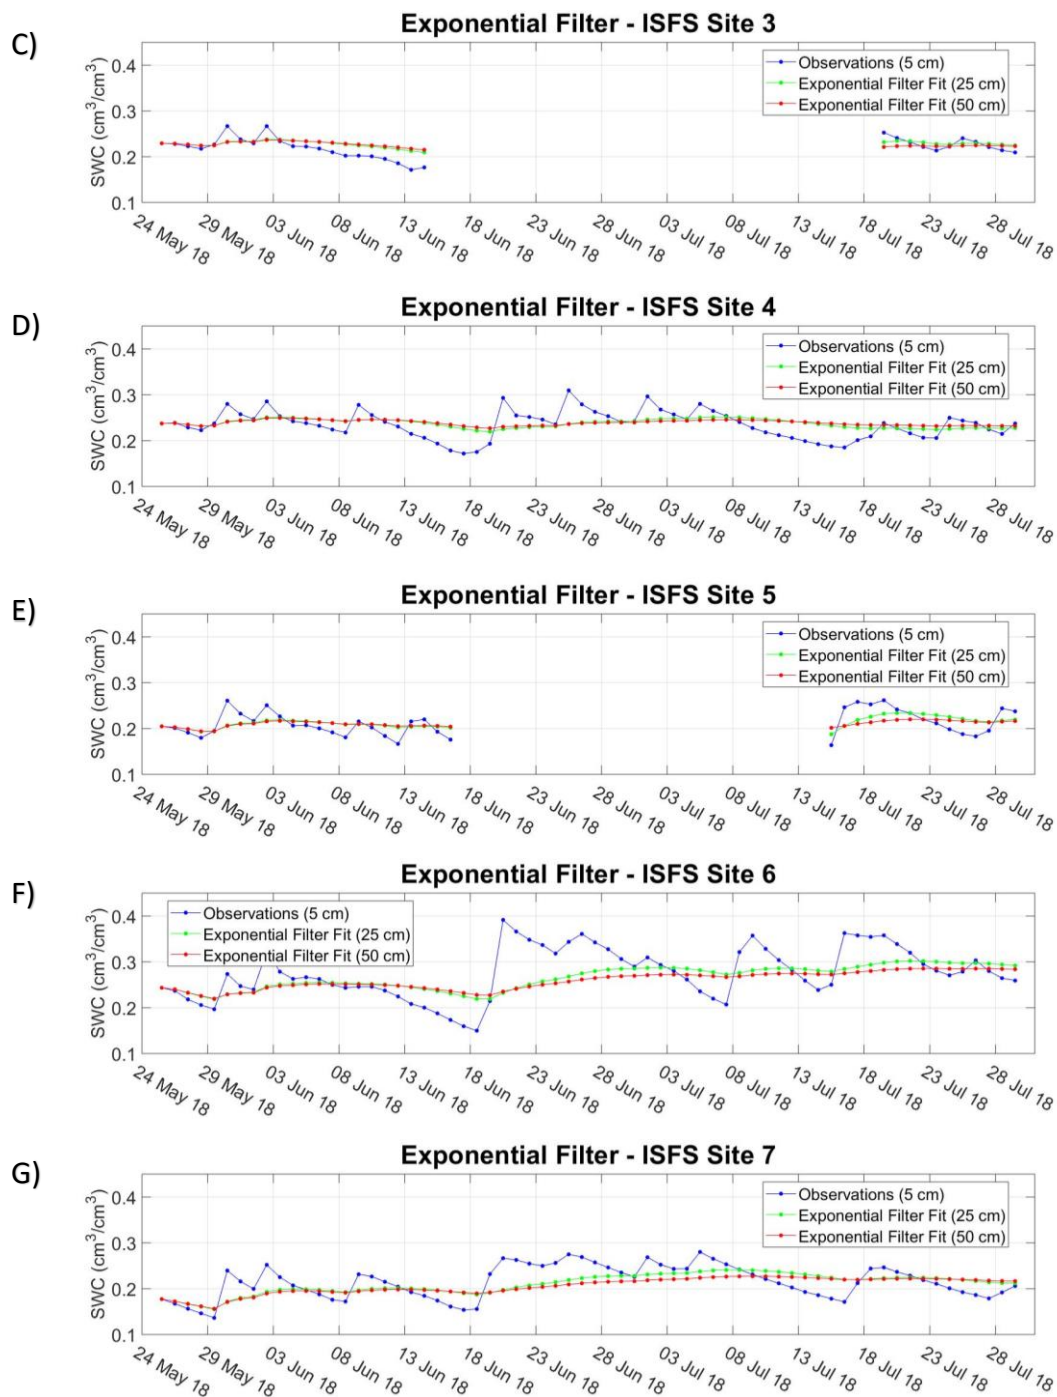 C)
Exponential Filter - ISFS Site 3
SWC (cm³/cm³)
0.4
0.3
0.2
0.1
Observations (5 cm)
Exponential Filter Fit (25 cm)
Exponential Filter Fit (50 cm)
24 May 18 29 May 18 03 Jun 18 08 Jun 18 13 Jun 18 18 Jun 18 23 Jun 18 28 Jun 18 03 Jul 18 08 Jul 18 13 Jul 18 18 Jul 18 23 Jul 18 28 Jul 18
D)
Exponential Filter - ISFS Site 4
SWC (cm³/cm³)
0.4
0.3
0.2
0.1
Observations (5 cm)
Exponential Filter Fit (25 cm)
Exponential Filter Fit (50 cm)
24 May 18 29 May 18 03 Jun 18 08 Jun 18 13 Jun 18 18 Jun 18 23 Jun 18 28 Jun 18 03 Jul 18 08 Jul 18 13 Jul 18 18 Jul 18 23 Jul 18 28 Jul 18
E)
Exponential Filter - ISFS Site 5
SWC (cm³/cm³)
0.4
0.3
0.2
0.1
Observations (5 cm)
Exponential Filter Fit (25 cm)
Exponential Filter Fit (50 cm)
24 May 18 29 May 18 03 Jun 18 08 Jun 18 13 Jun 18 18 Jun 18 23 Jun 18 28 Jun 18 03 Jul 18 08 Jul 18 13 Jul 18 18 Jul 18 23 Jul 18 28 Jul 18
F)
Exponential Filter - ISFS Site 6
SWC (cm³/cm³)
0.4
0.3
0.2
0.1
Observations (5 cm)
Exponential Filter Fit (25 cm)
Exponential Filter Fit (50 cm)
24 May 18 29 May 18 03 Jun 18 08 Jun 18 13 Jun 18 18 Jun 18 23 Jun 18 28 Jun 18 03 Jul 18 08 Jul 18 13 Jul 18 18 Jul 18 23 Jul 18 28 Jul 18
G)
Exponential Filter - ISFS Site 7
SWC (cm³/cm³)
0.4
0.3
0.2
0.1
Observations (5 cm)
Exponential Filter Fit (25 cm)
Exponential Filter Fit (50 cm)
24 May 18 29 May 18 03 Jun 18 08 Jun 18 13 Jun 18 18 Jun 18 23 Jun 18 28 Jun 18 03 Jul 18 08 Jul 18 13 Jul 18 18 Jul 18 23 Jul 18 28 Jul 18